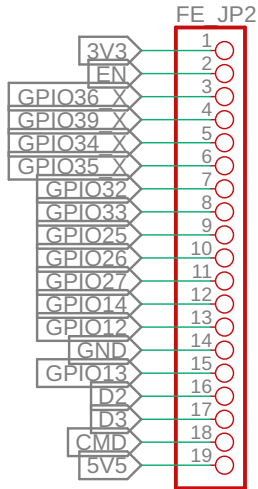 FE_JP2
3V3 1
EN 2
GPIO36_X 3
GPIO39_X 4
GPIO34_X 5
GPIO35_X 6
GPIO32 7
GPIO33 8
GPIO25 9
GPIO26 10
GPIO27 11
GPIO14 12
GPIO12 13
GND 14
GPIO13 15
D2 16
D3 17
CMD 18
5V5 19